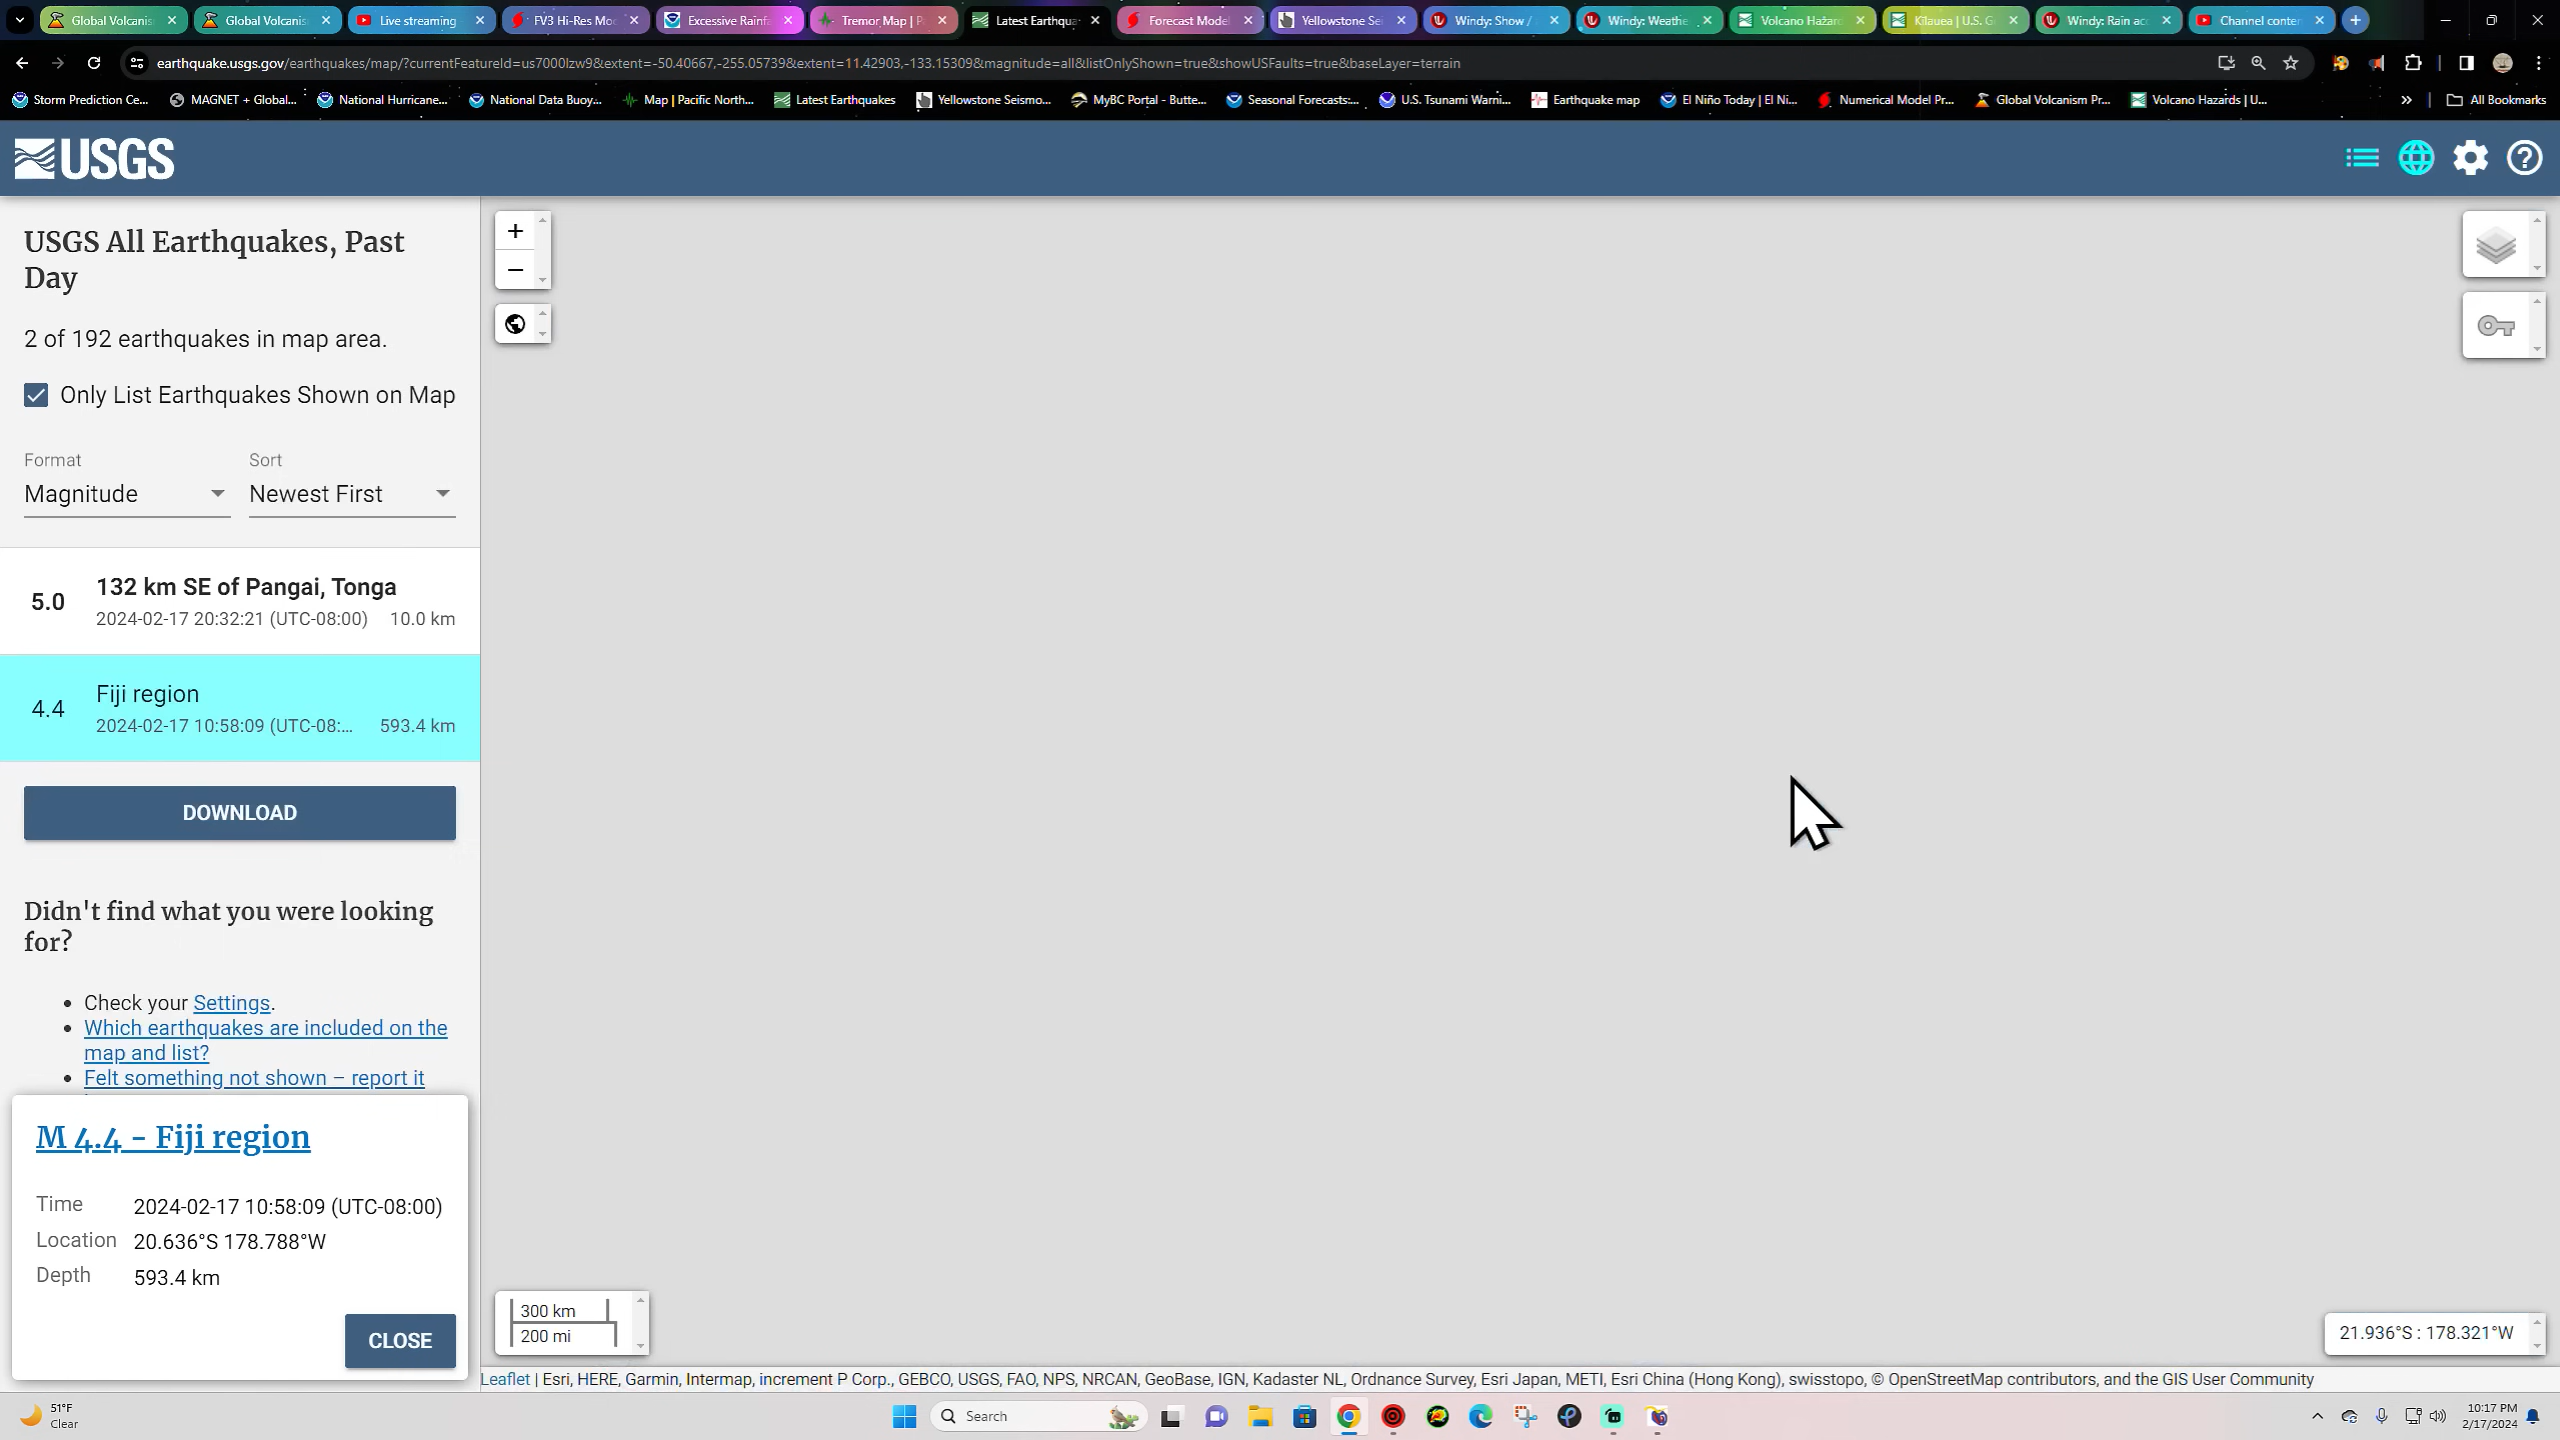 Global Volcanis
Global Volcanis
Live streaming
FV3 Hi-Res Mod
Excessive Rainfa
Tremor Map | P
Latest Earthqua
Forecast Model
Yellowstone Sei
Windy: Show /
Windy: Weathe
Volcano Hazard
Kilauea | U.S. G
Windy: Rain acc
Channel conten
earthquake.usgs.gov/earthquakes/map/?currentFeatureId=us7000lzw9&extent=-50.40667,-255.05739&extent=11.42903,-133.15309&magnitude=all&listOnlyShown=true&showUSFaults=true&baseLayer=terrain
Storm Prediction Ce...
MAGNET + Global...
National Hurricane...
National Data Buoy...
Map | Pacific North...
Latest Earthquakes
Yellowstone Seismo...
MyBC Portal - Butte...
Seasonal Forecasts:...
U.S. Tsunami Warni...
Earthquake map
El Niño Today | El Ni...
Numerical Model Pr...
Global Volcanism Pr...
Volcano Hazards | U...
All Bookmarks
USGS
USGS All Earthquakes, Past
Day
2 of 192 earthquakes in map area.
Only List Earthquakes Shown on Map
Format
Sort
Magnitude
Newest First
5.0
132 km SE of Pangai, Tonga
2024-02-17 20:32:21 (UTC-08:00) 10.0 km
4.4
Fiji region
2024-02-17 10:58:09 (UTC-08:... 593.4 km
DOWNLOAD
Didn't find what you were looking
for?
Check your Settings.
Which earthquakes are included on the
map and list?
Felt something not shown – report it
M 4.4 - Fiji region
Time 2024-02-17 10:58:09 (UTC-08:00)
Location 20.636°S 178.788°W
Depth 593.4 km
CLOSE
300 km
200 mi
21.936°S : 178.321°W
Leaflet | Esri, HERE, Garmin, Intermap, increment P Corp., GEBCO, USGS, FAO, NPS, NRCAN, GeoBase, IGN, Kadaster NL, Ordnance Survey, Esri Japan, METI, Esri China (Hong Kong), swisstopo, © OpenStreetMap contributors, and the GIS User Community
51°F
Clear
Search
10:17 PM
2/17/2024